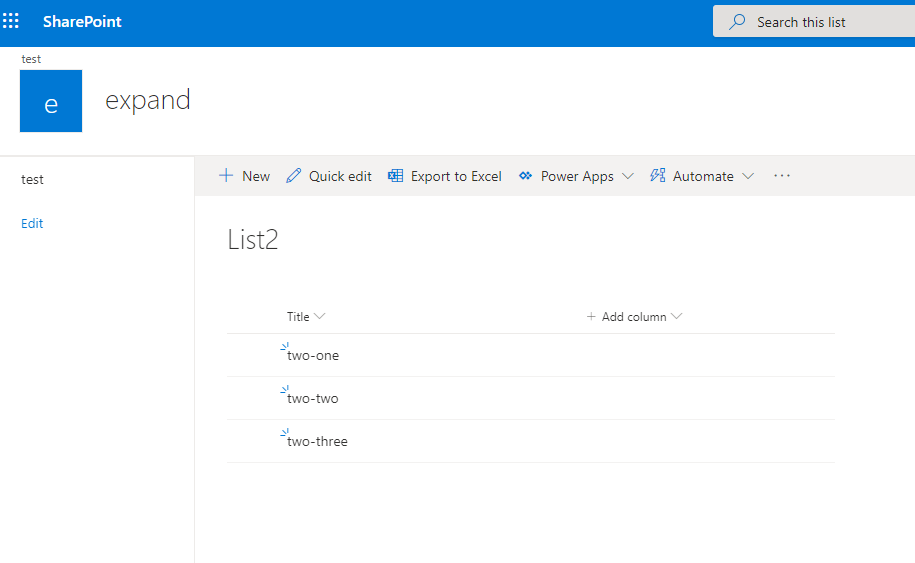 SharePoint Search this list
test
e expand
test
Edit
New Quick edit Export to Excel Power Apps Automate ...
List2
Title + Add column
two-one
two-two
two-three